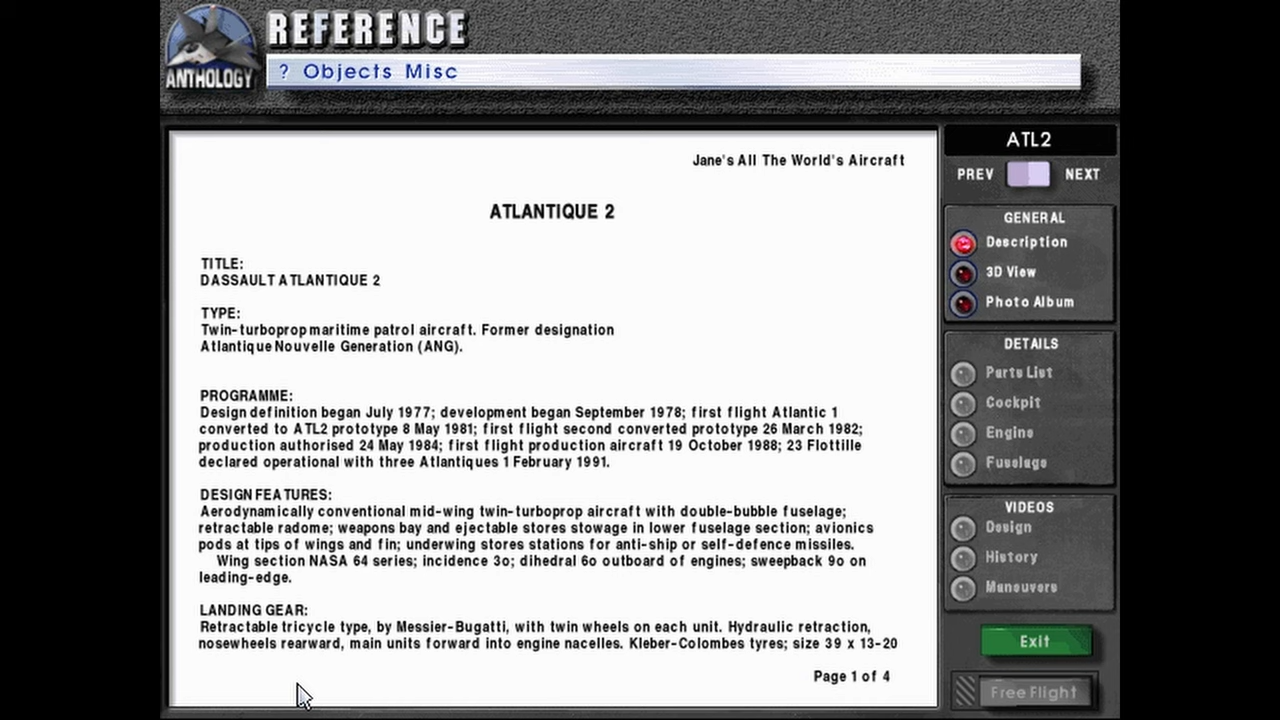 REFERENCE
ANTHOLOGY
? Objects Misc
Jane's All The World's Aircraft
ATLANTIQUE 2
TITLE:
DASSAULT ATLANTIQUE 2
TYPE:
Twin-turboprop maritime patrol aircraft. Former designation
Atlantique Nouvelle Generation (ANG).
PROGRAMME:
Design definition began July 1977; development began September 1978; first flight Atlantic 1
converted to ATL2 prototype 8 May 1981; first flight second converted prototype 26 March 1982;
production authorised 24 May 1984; first flight production aircraft 19 October 1988; 23 Flottille
declared operational with three Atlantiques 1 February 1991.
DESIGN FEATURES:
Aerodynamically conventional mid-wing twin-turboprop aircraft with double-bubble fuselage;
retractable radome; weapons bay and ejectable stores stowage in lower fuselage section; avionics
pods at tips of wings and fin; underwing stores stations for anti-ship or self-defence missiles.
Wing section NASA 64 series; incidence 3o; dihedral 6o outboard of engines; sweepback 9o on
leading-edge.
LANDING GEAR:
Retractable tricycle type, by Messier-Bugatti, with twin wheels on each unit. Hydraulic retraction,
nosewheels rearward, main units forward into engine nacelles. Kleber-Colombes tyres; size 39 x 13-20
Page 1 of 4
ATL2
PREV NEXT
GENERAL
Description
3D View
Photo Album
DETAILS
Parts List
Cockpit
Engine
Fuselage
VIDEOS
Design
History
Maneuvers
Exit
Free Flight